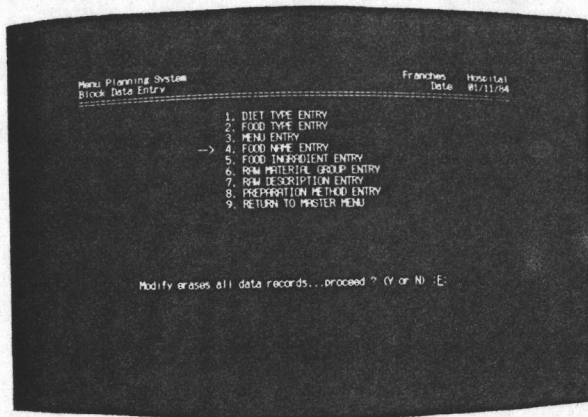 Menu Planning System Franches Hospital
Block Data Entry Date 01/11/84
1. DIET TYPE ENTRY
2. FOOD TYPE ENTRY
3. MENU ENTRY
--> 4. FOOD NAME ENTRY
5. FOOD INGRADIENT ENTRY
6. RAW MATERIAL GROUP ENTRY
7. RAW DESCRIPTION ENTRY
8. PREPARATION METHOD ENTRY
9. RETURN TO MASTER MENU
Modify erases all data records...proceed ? (Y or N) :E: